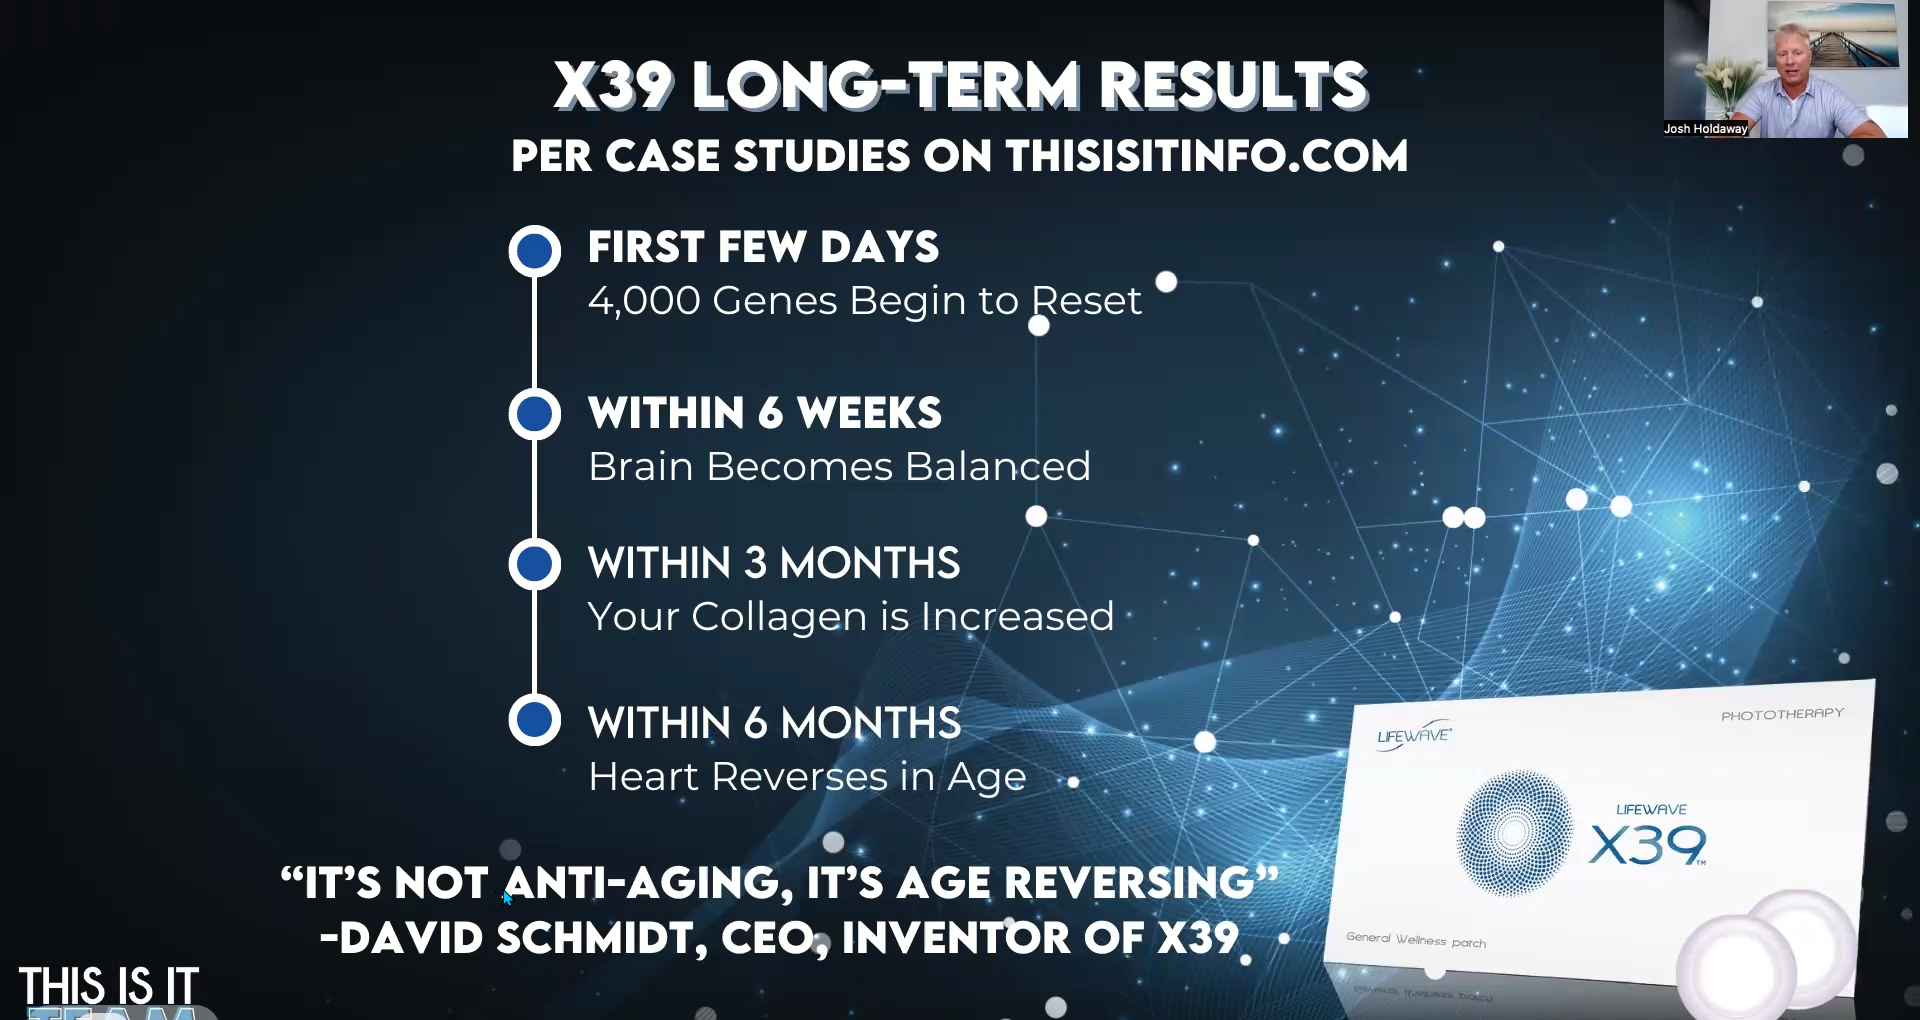 X39 LONG-TERM RESULTS
PER CASE STUDIES ON THISISITINFO.COM
Josh Holdaway
FIRST FEW DAYS
4,000 Genes Begin to Reset
WITHIN 6 WEEKS
Brain Becomes Balanced
WITHIN 3 MONTHS
Your Collagen is Increased
WITHIN 6 MONTHS
Heart Reverses in Age
“IT’S NOT ANTI-AGING, IT’S AGE REVERSING”
-DAVID SCHMIDT, CEO, INVENTOR OF X39
PHOTOTHERAPY
LIFEWAVE®
LIFEWAVE
X39™
General Wellness patch
THIS IS IT
TEAM